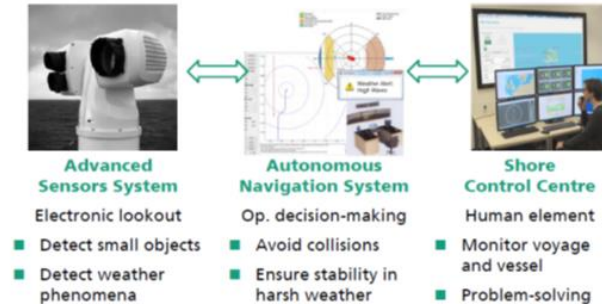 Weather Alert:
High Waves
Advanced
Sensors System
Electronic lookout
Detect small objects
Detect weather
phenomena
Autonomous
Navigation System
Op. decision-making
Avoid collisions
Ensure stability in
harsh weather
Shore
Control Centre
Human element
Monitor voyage
and vessel
Problem-solving